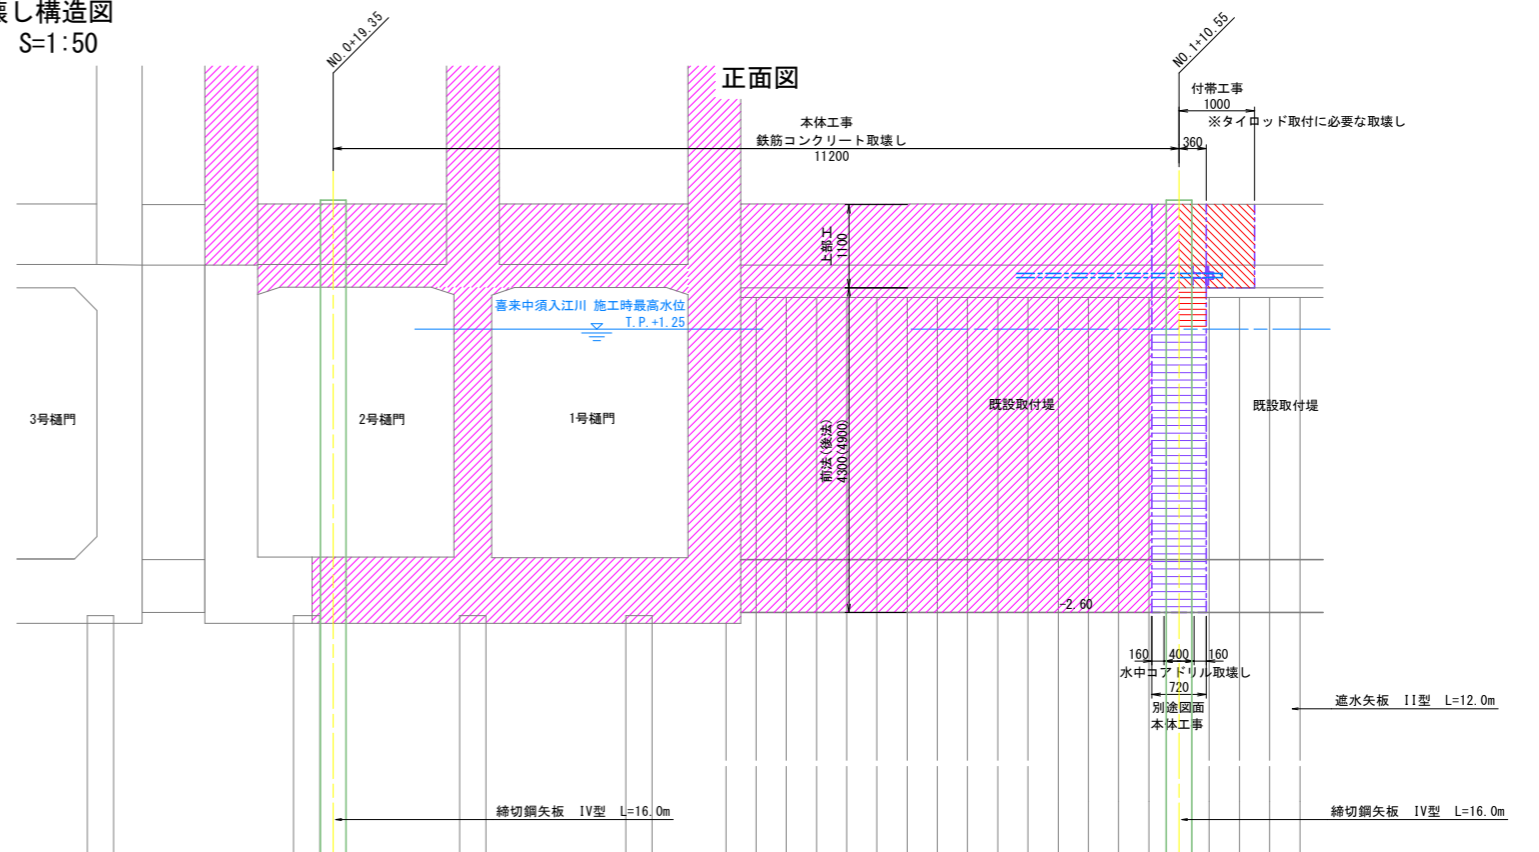 壊し構造図
S=1:50
正面図
NO.0+19.35
NO.1+10.55
付帯工事
1000
※タイロッド取付に必要な取壊し
本体工事
鉄筋コンクリート取壊し
11200
360
上部工
1100
喜来中須入江川 施工時最高水位
T.P.+1.25
3号樋門
2号樋門
1号樋門
前法(後法)
4300(4900)
既設取付堤
既設取付堤
-2.60
160 400 160
水中コアドリル取壊し
720
別途図面
本体工事
遮水矢板 II型 L=12.0m
締切鋼矢板 IV型 L=16.0m
締切鋼矢板 IV型 L=16.0m